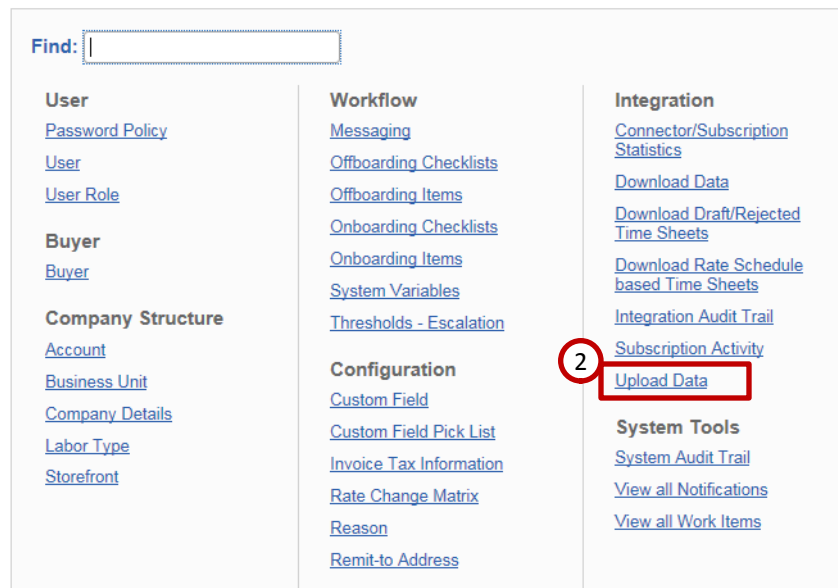 Find:
User
Password Policy
User
User Role
Buyer
Buyer
Company Structure
Account
Business Unit
Company Details
Labor Type
Storefront
Workflow
Messaging
Offboarding Checklists
Offboarding Items
Onboarding Checklists
Onboarding Items
System Variables
Thresholds - Escalation
Configuration
Custom Field
Custom Field Pick List
Invoice Tax Information
Rate Change Matrix
Reason
Remit-to Address
Integration
Connector/Subscription
Statistics
Download Data
Download Draft/Rejected
Time Sheets
Download Rate Schedule
based Time Sheets
Integration Audit Trail
Subscription Activity
2
Upload Data
System Tools
System Audit Trail
View all Notifications
View all Work Items